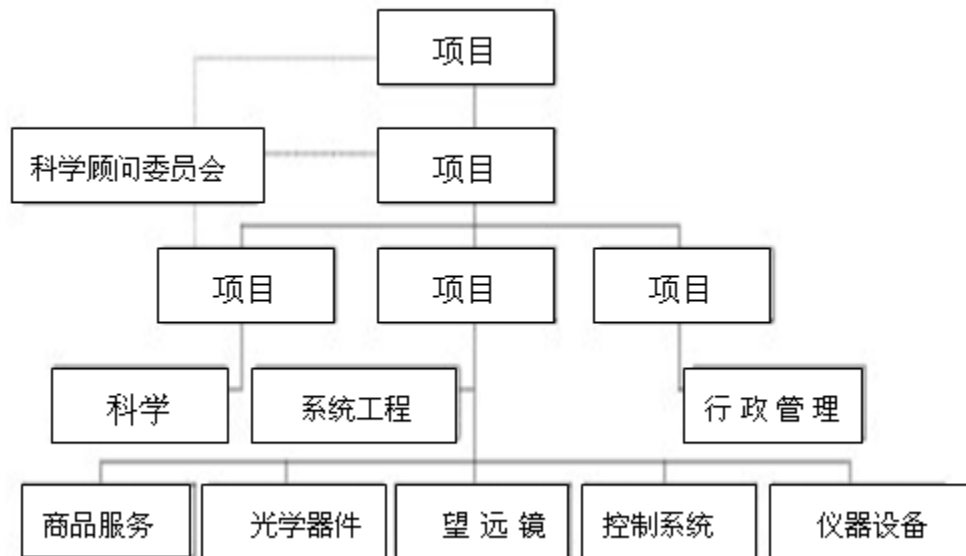 项目
科学顾问委员会
项目
项目
项目
项目
科学
系统工程
行政管理
商品服务
光学器件
望远镜
控制系统
仪器设备